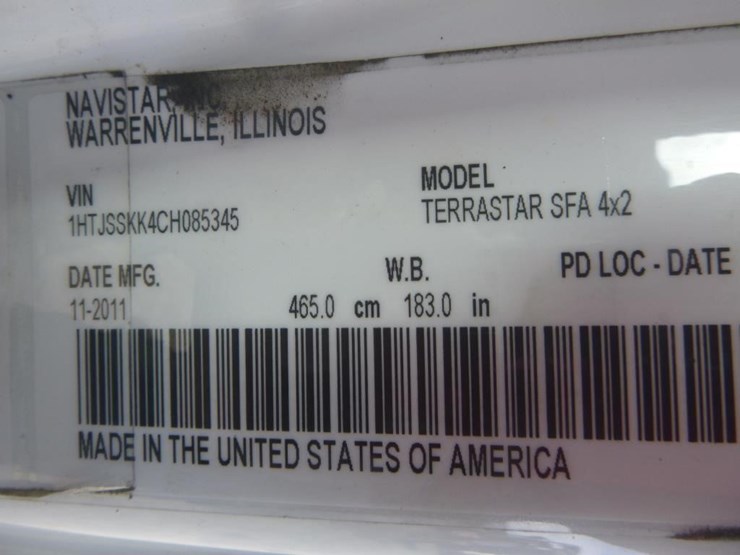 NAVISTAR,
WARRENVILLE, ILLINOIS
VIN
1HTJSSKK4CH085345
MODEL
TERRASTAR SFA 4x2
DATE MFG.
11-2011
W.B.
465.0 cm 183.0 in
PD LOC - DATE
MADE IN THE UNITED STATES OF AMERICA